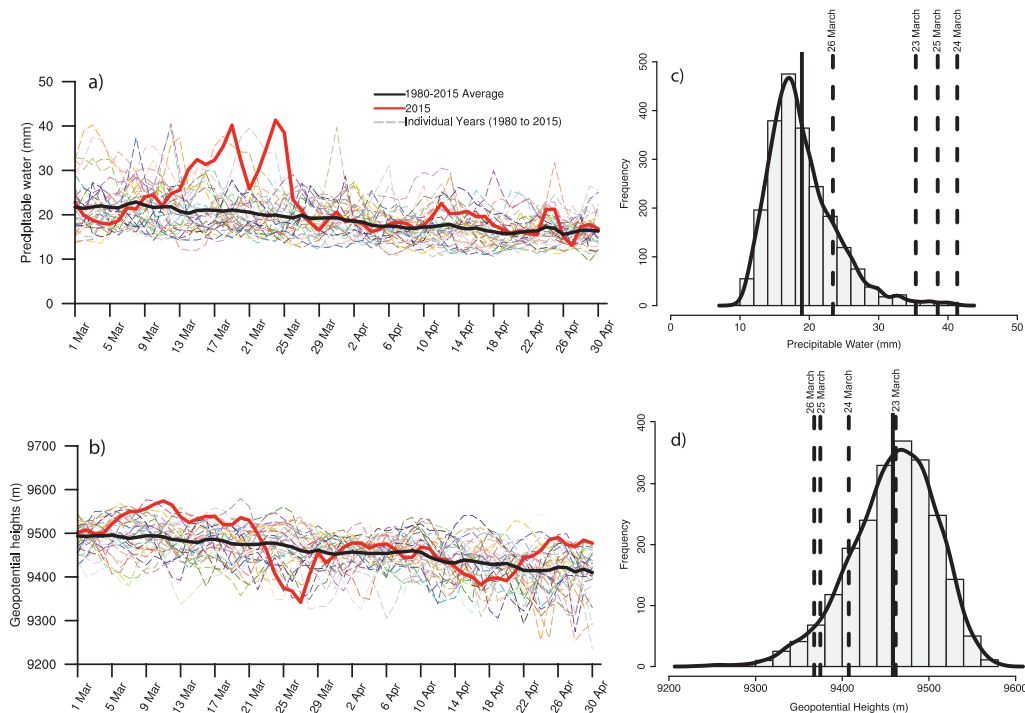 a)
Precipitable water (mm)
50
40
30
20
10
0
1980-2015 Average
2015
Individual Years (1980 to 2015)
1 Mar
5 Mar
9 Mar
13 Mar
17 Mar
21 Mar
25 Mar
29 Mar
2 Apr
6 Apr
10 Apr
14 Apr
18 Apr
22 Apr
26 Apr
30 Apr
b)
Geopotential heights (m)
9700
9600
9500
9400
9300
9200
1 Mar
5 Mar
9 Mar
13 Mar
17 Mar
21 Mar
25 Mar
29 Mar
2 Apr
6 Apr
10 Apr
14 Apr
18 Apr
22 Apr
26 Apr
30 Apr
26 March
23 March
25 March
24 March
c)
Frequency
500
400
300
200
100
0
0
10
20
30
40
50
Precipitable Water (mm)
26 March
25 March
24 March
23 March
d)
Frequency
400
300
200
100
0
9200
9300
9400
9500
9600
Geopotential Heights (m)